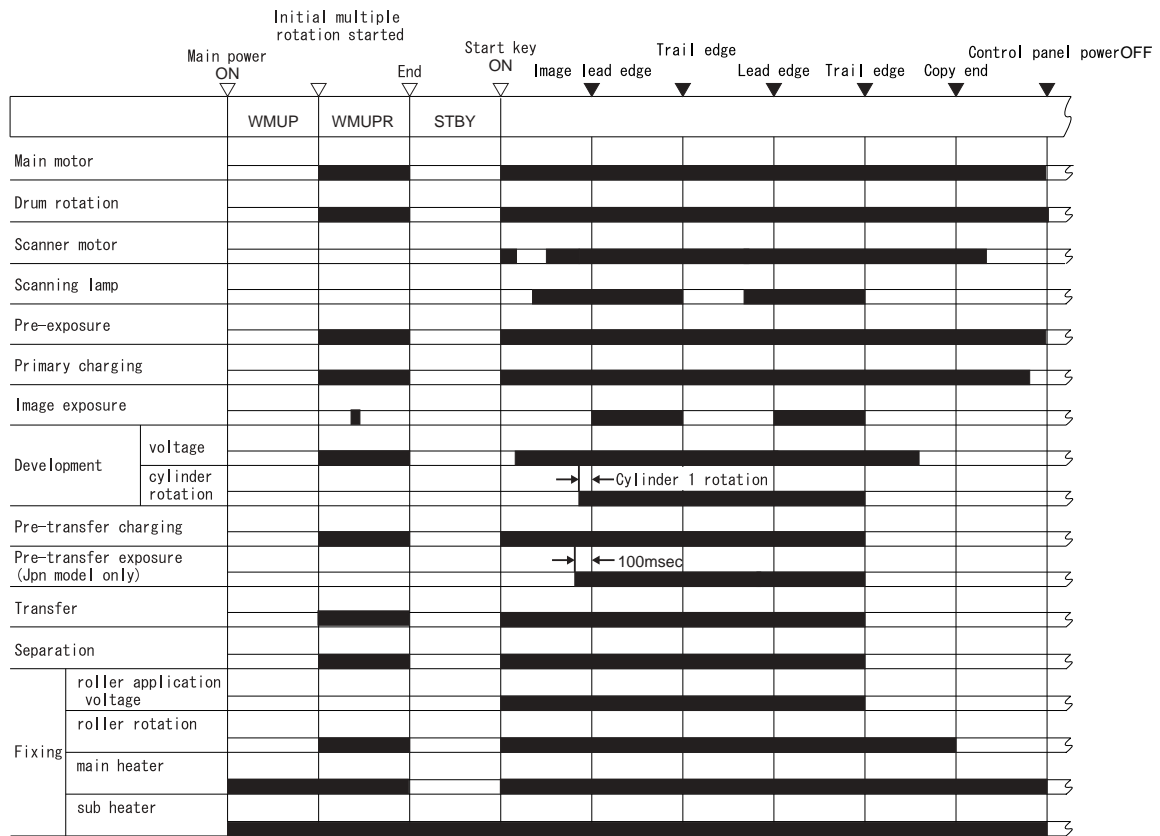 Initial multiple
rotation started
Main power
ON
End
Start key
ON
Image lead edge
Trail edge
Lead edge
Trail edge
Copy end
Control panel powerOFF
WMUP
WMUPR
STBY
Main motor
Drum rotation
Scanner motor
Scanning lamp
Pre-exposure
Primary charging
Image exposure
Development
voltage
cylinder
rotation
Cylinder 1 rotation
Pre-transfer charging
Pre-transfer exposure
(Jpn model only)
100msec
Transfer
Separation
Fixing
roller application
voltage
roller rotation
main heater
sub heater